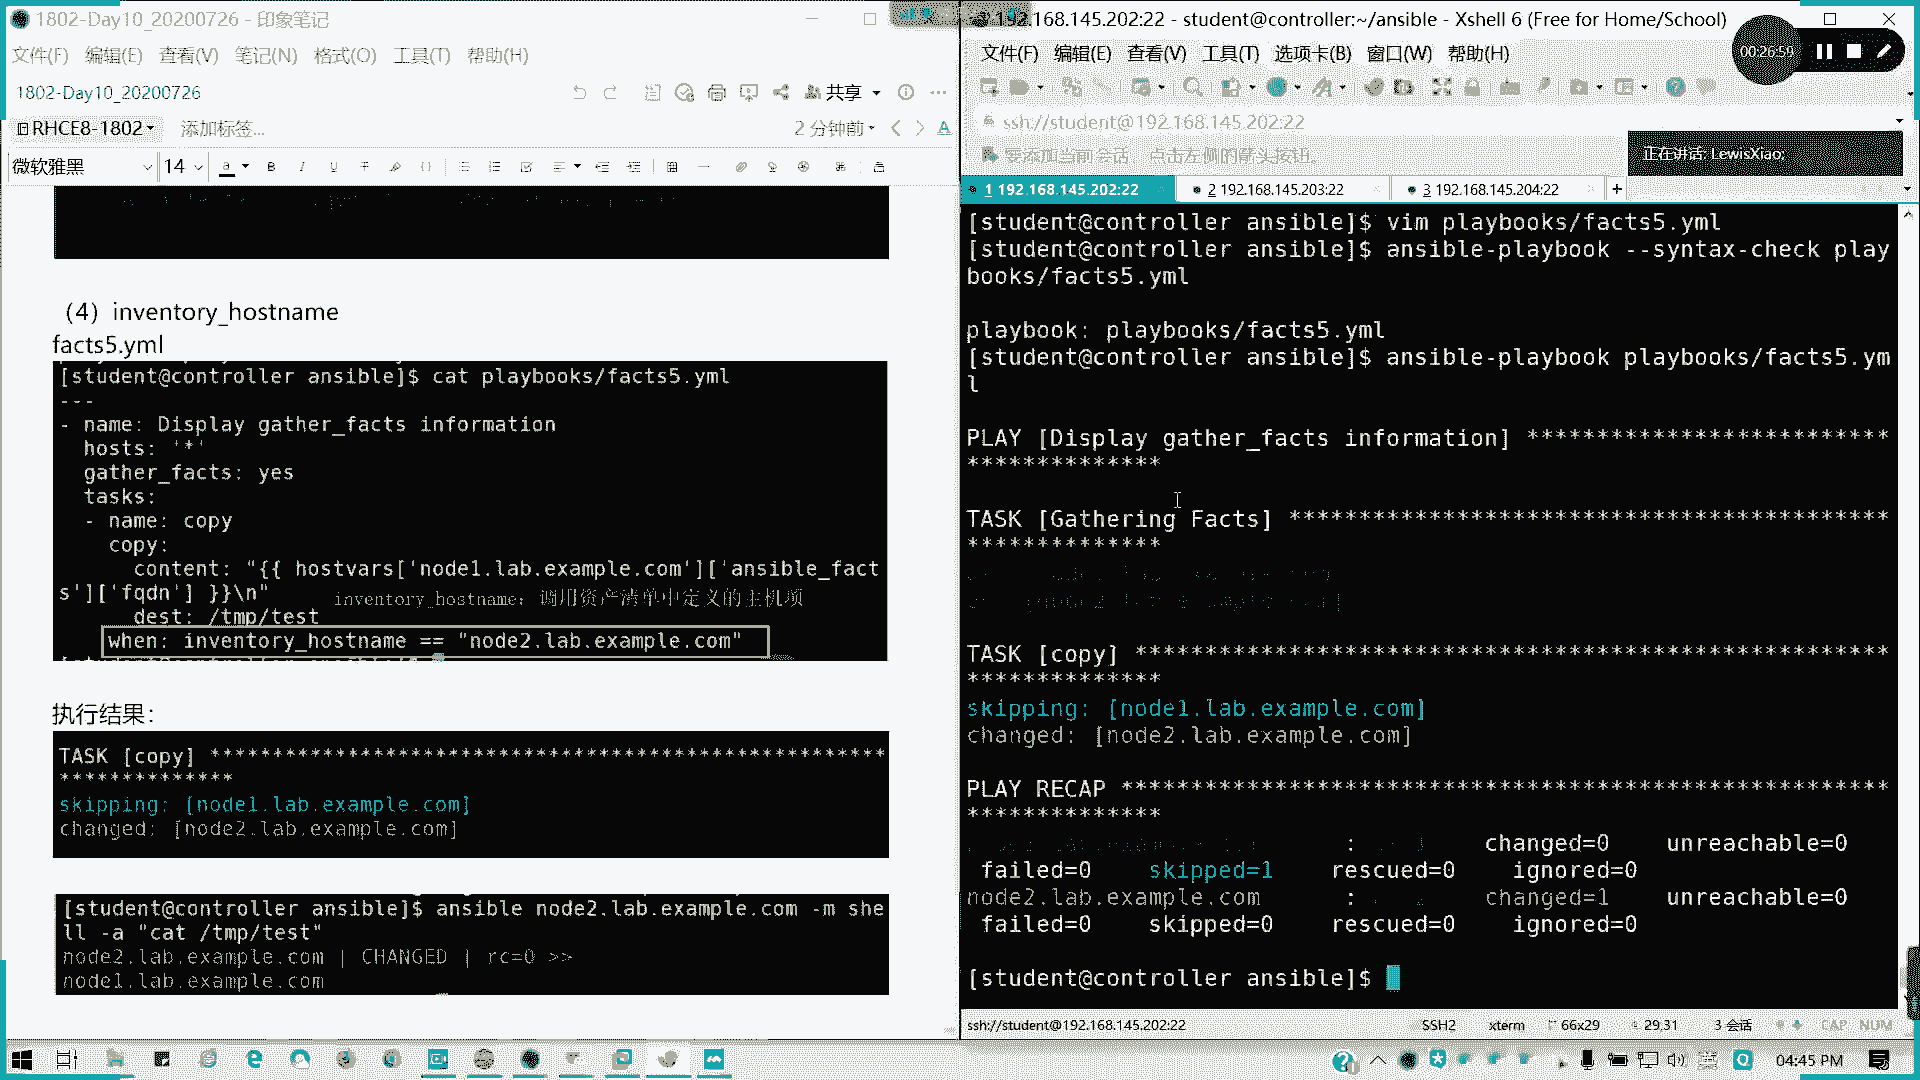 1802-Day10_20200726 - 印象笔记
文件(F) 编辑(E) 查看(V) 笔记(N) 格式(O) 工具(T) 帮助(H)
1802-Day10_20200726
共享
RHCE8-1802
添加标签...
2 分钟前
微软雅黑
14
（4）inventory_hostname
facts5.yml
[student@controller ansible]$ cat playbooks/facts5.yml
---
- name: Display gather_facts information
hosts: '*'
gather_facts: yes
tasks:
- name: copy
copy:
content: "{{ hostvars['node1.lab.example.com']['ansible_fact
s']['fqdn'] }}\n"
inventory_hostname: 调用资产清单中定义的主机项
dest: /tmp/test
when: inventory_hostname == "node2.lab.example.com"
执行结果：
TASK [copy] ******************************************************
**************
skipping: [node1.lab.example.com]
changed: [node2.lab.example.com]
[student@controller ansible]$ ansible node2.lab.example.com -m she
ll -a "cat /tmp/test"
node2.lab.example.com | CHANGED | rc=0 >>
node1.lab.example.com
192.168.145.202:22 - student@controller:~/ansible - Xshell 6 (Free for Home/School)
文件(F) 编辑(E) 查看(V) 工具(T) 选项卡(B) 窗口(W) 帮助(H)
00:26:59
ssh://student@192.168.145.202:22
要添加当前会话，点击左侧的箭头按钮。
正在讲话: LewisXiao;
1 192.168.145.202:22
2 192.168.145.203:22
3 192.168.145.204:22
[student@controller ansible]$ vim playbooks/facts5.yml
[student@controller ansible]$ ansible-playbook --syntax-check play
books/facts5.yml
playbook: playbooks/facts5.yml
[student@controller ansible]$ ansible-playbook playbooks/facts5.ym
l
PLAY [Display gather_facts information] **************************
**************
TASK [Gathering Facts] *******************************************
**************
TASK [copy] ******************************************************
**************
skipping: [node1.lab.example.com]
changed: [node2.lab.example.com]
PLAY RECAP *******************************************************
**************
: changed=0 unreachable=0
failed=0 skipped=1 rescued=0 ignored=0
node2.lab.example.com : changed=1 unreachable=0
failed=0 skipped=0 rescued=0 ignored=0
[student@controller ansible]$
ssh://student@192.168.145.202:22
SSH2
xterm
66x29
29,31
3 会话
CAP NUM
04:45 PM